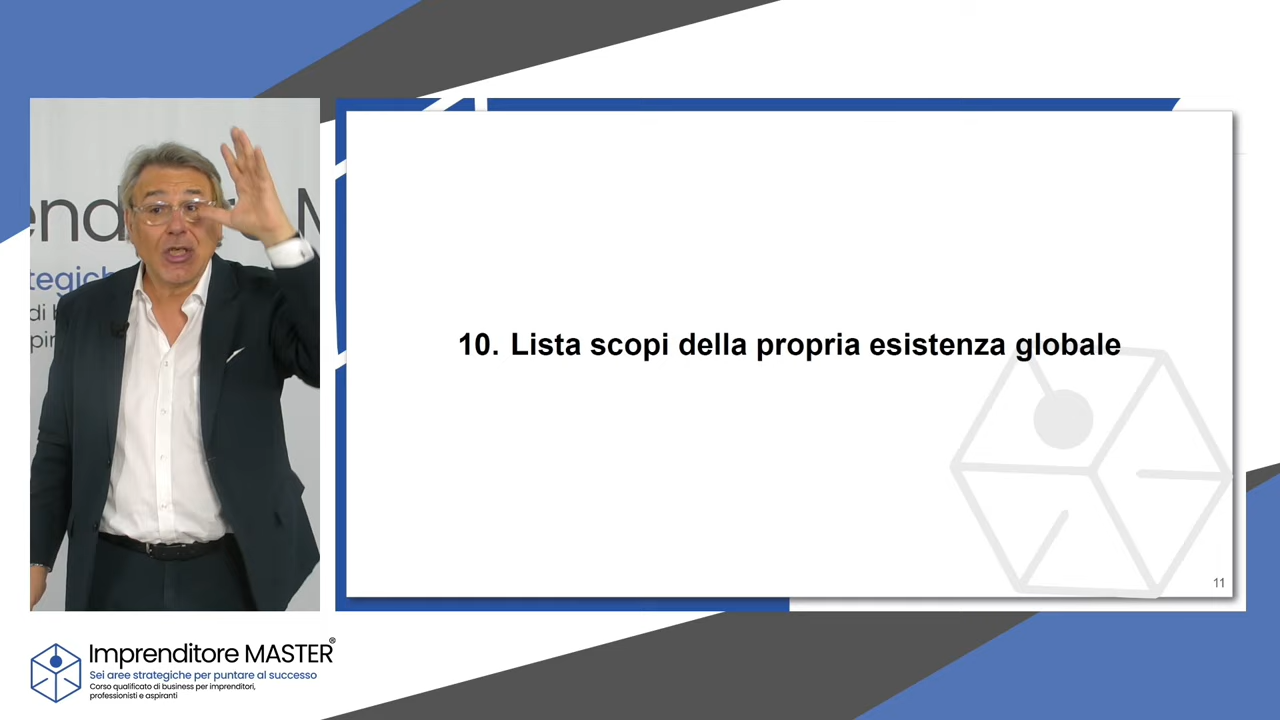 10. Lista scopi della propria esistenza globale
11
Imprenditore MASTER®
Sei aree strategiche per puntare al successo
Corso qualificato di business per imprenditori,
professionisti e aspiranti